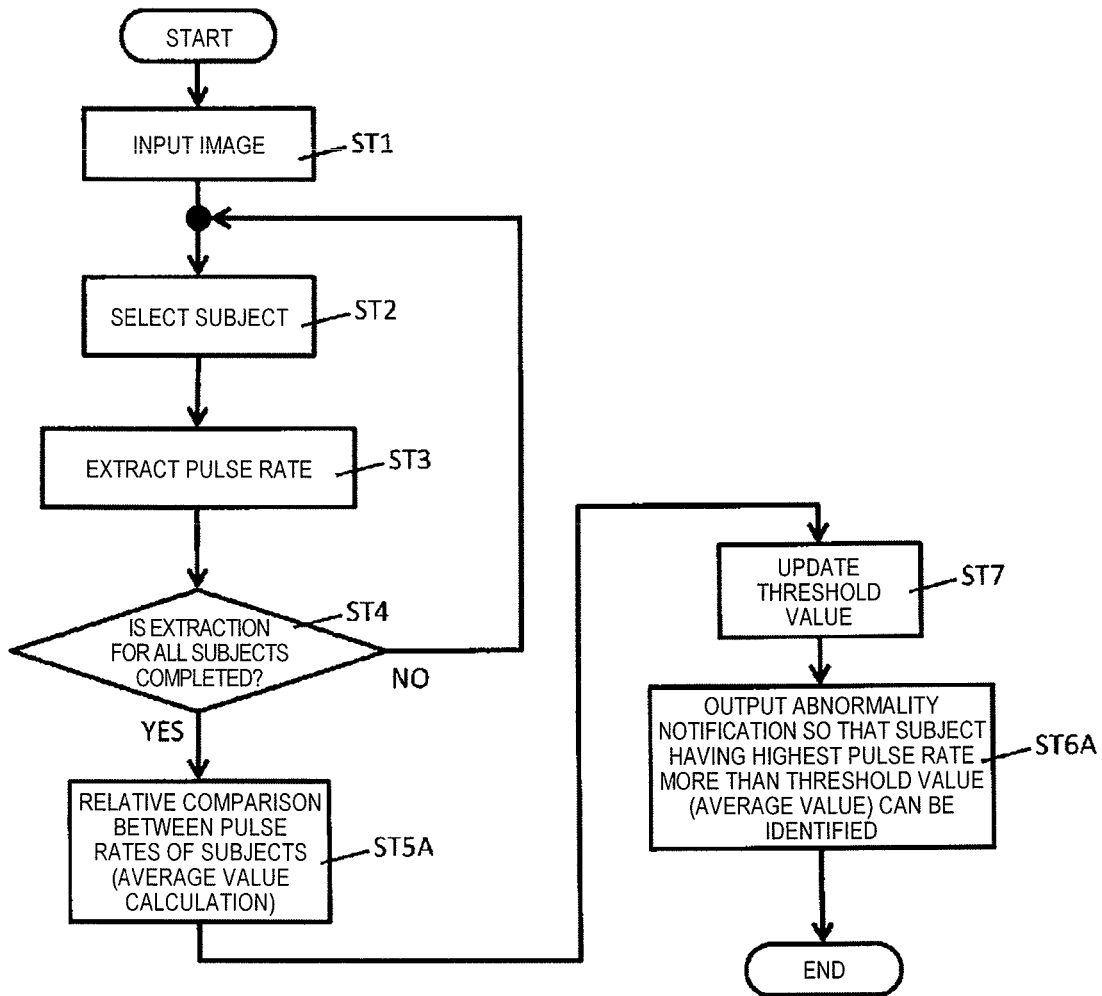 START
INPUT IMAGE
ST1
SELECT SUBJECT
ST2
EXTRACT PULSE RATE
ST3
IS EXTRACTION
FOR ALL SUBJECTS
COMPLETED?
ST4
NO
YES
RELATIVE COMPARISON
BETWEEN PULSE
RATES OF SUBJECTS
(AVERAGE VALUE
CALCULATION)
ST5A
UPDATE
THRESHOLD
VALUE
ST7
OUTPUT ABNORMALITY
NOTIFICATION SO THAT SUBJECT
HAVING HIGHEST PULSE RATE
MORE THAN THRESHOLD VALUE
(AVERAGE VALUE) CAN BE
IDENTIFIED
ST6A
END